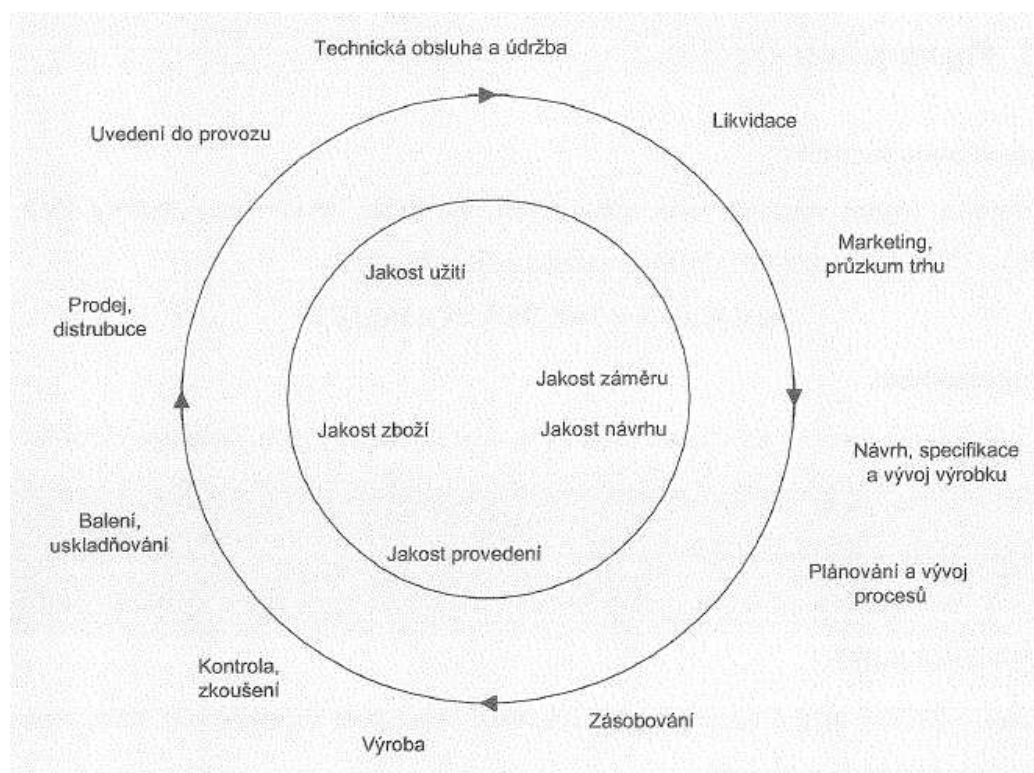 Technická obsluha a údržba
Likvidace
Uvedení do provozu
Marketing,
průzkum trhu
Jakost užití
Prodej,
distrubuce
Jakost záměru
Jakost zboží
Jakost návrhu
Návrh, specifikace
a vývoj výrobku
Balení,
uskladňování
Jakost provedení
Plánování a vývoj
procesů
Kontrola,
zkoušení
Zásobování
Výroba